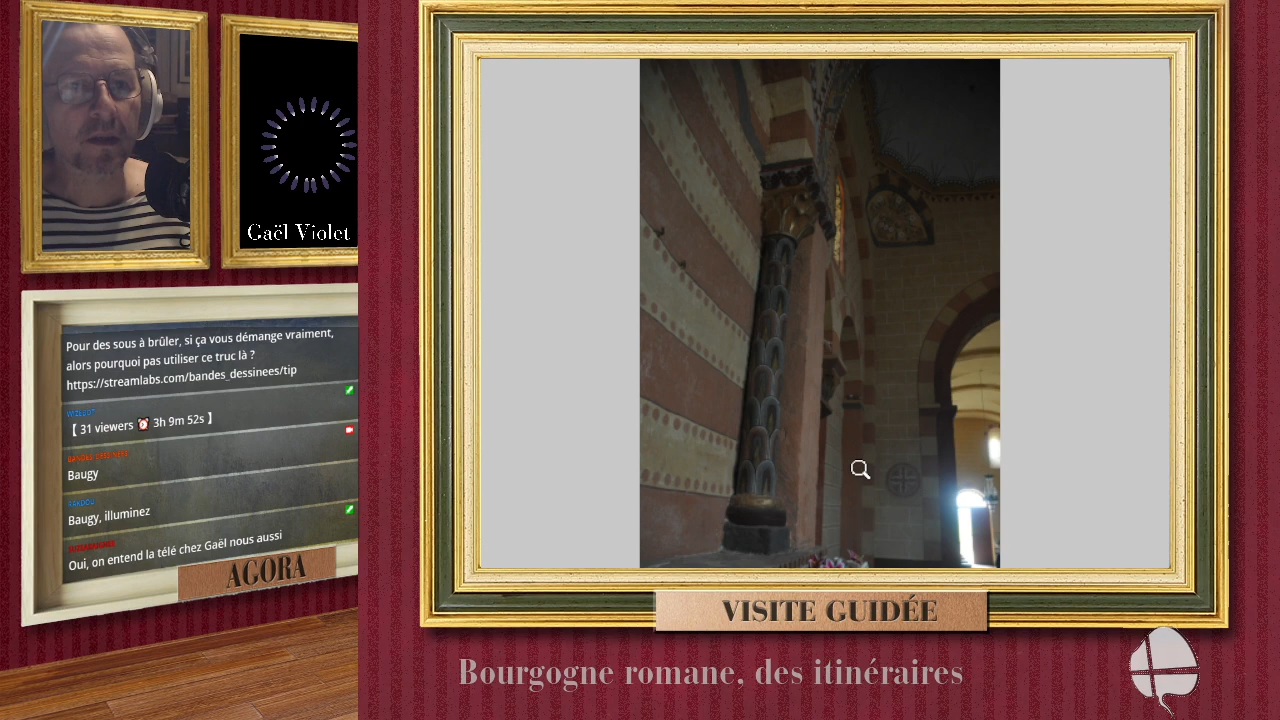 Gaël Violet
Pour des sous à brûler, si ça vous démange vraiment,
alors pourquoi pas utiliser ce truc là ?
https://streamlabs.com/bandes_dessinees/tip
WIZEBOT
【 31 viewers ⏰ 3h 9m 52s 】
Baugy
Baugy, illuminez
Oui, on entend la télé chez Gaël nous aussi
AGORA
VISITE GUIDÉE
Bourgogne romane, des itinéraires